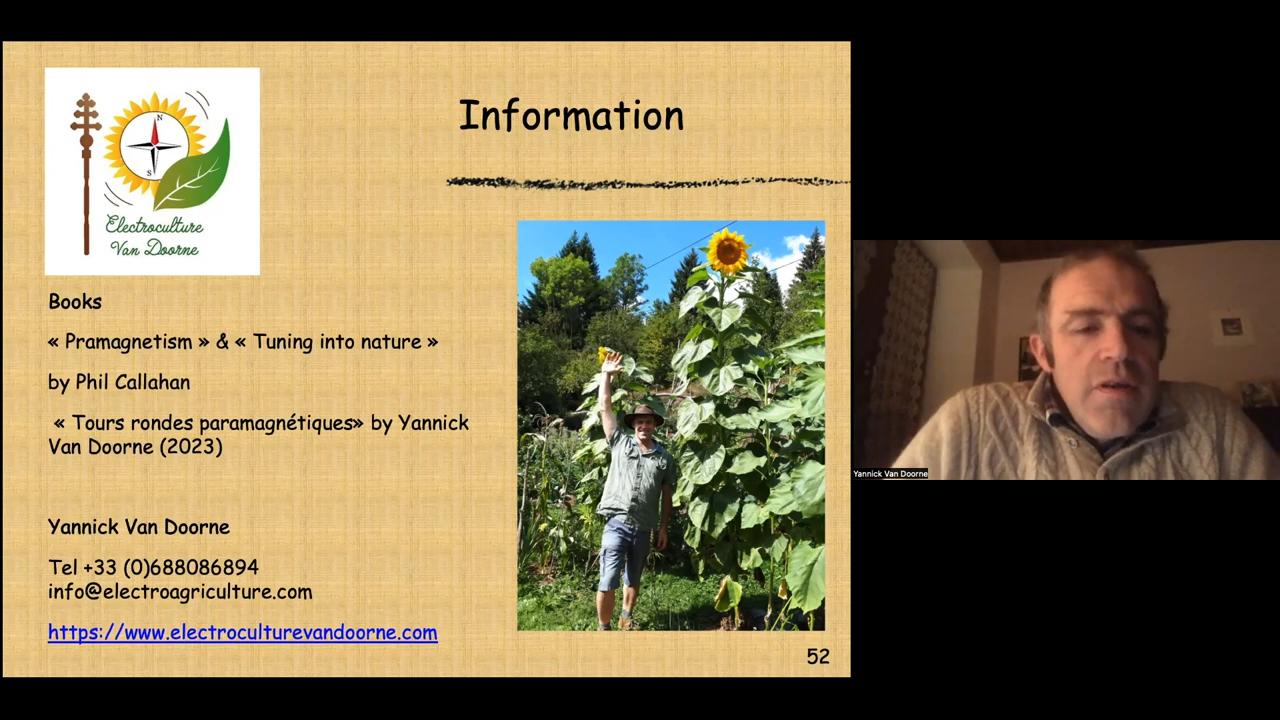 Information
N
S
Electroculture
Van Doorne
Books
« Pramagnetism » & « Tuning into nature »
by Phil Callahan
« Tours rondes paramagnétiques» by Yannick
Van Doorne (2023)
Yannick Van Doorne
Tel +33 (0)688086894
info@electroagriculture.com
https://www.electroculturevandoorne.com
52
Yannick Van Doorne